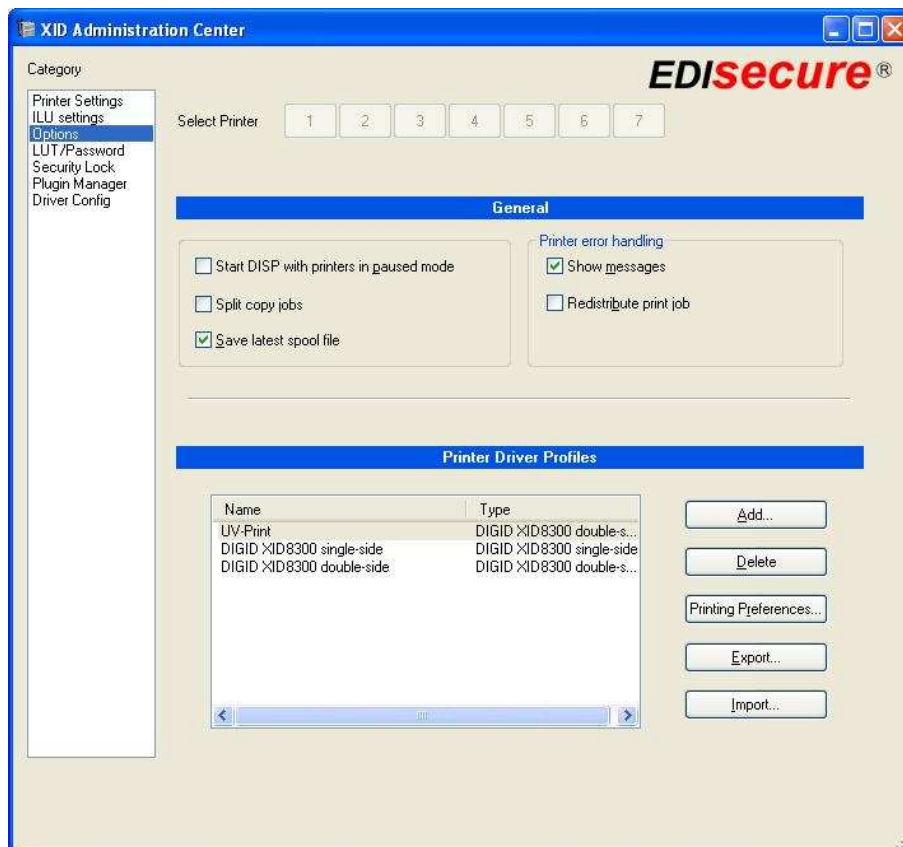 XID Administration Center
Category
EDIsecure®
Printer Settings
ILU settings
Options
LUT/Password
Security Lock
Plugin Manager
Driver Config
Select Printer 1 2 3 4 5 6 7
General
Start DISP with printers in paused mode
Split copy jobs
Save latest spool file
Printer error handling
Show messages
Redistribute print job
Printer Driver Profiles
Name Type
UV-Print DIGID XID8300 double-s...
DIGID XID8300 single-side DIGID XID8300 single-side
DIGID XID8300 double-side DIGID XID8300 double-s...
Add...
Delete
Printing Preferences...
Export...
Import...